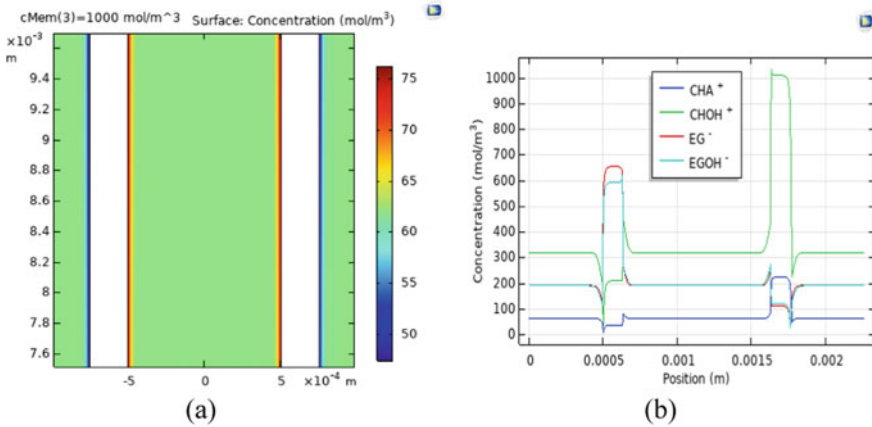 cMem(3)=1000 mol/m^3 Surface: Concentration (mol/m³)
×10⁻³
m
9.4
9.2
9
8.8
8.6
8.4
8.2
8
7.8
7.6
-5 0 5 ×10⁻⁴ m
75
70
65
60
55
50
(a)
Concentration (mol/m³)
1000
900
800
700
600
500
400
300
200
100
0
CHA⁺
CHOH⁺
EG⁻
EGOH⁻
0 0.0005 0.001 0.0015 0.002
Position (m)
(b)